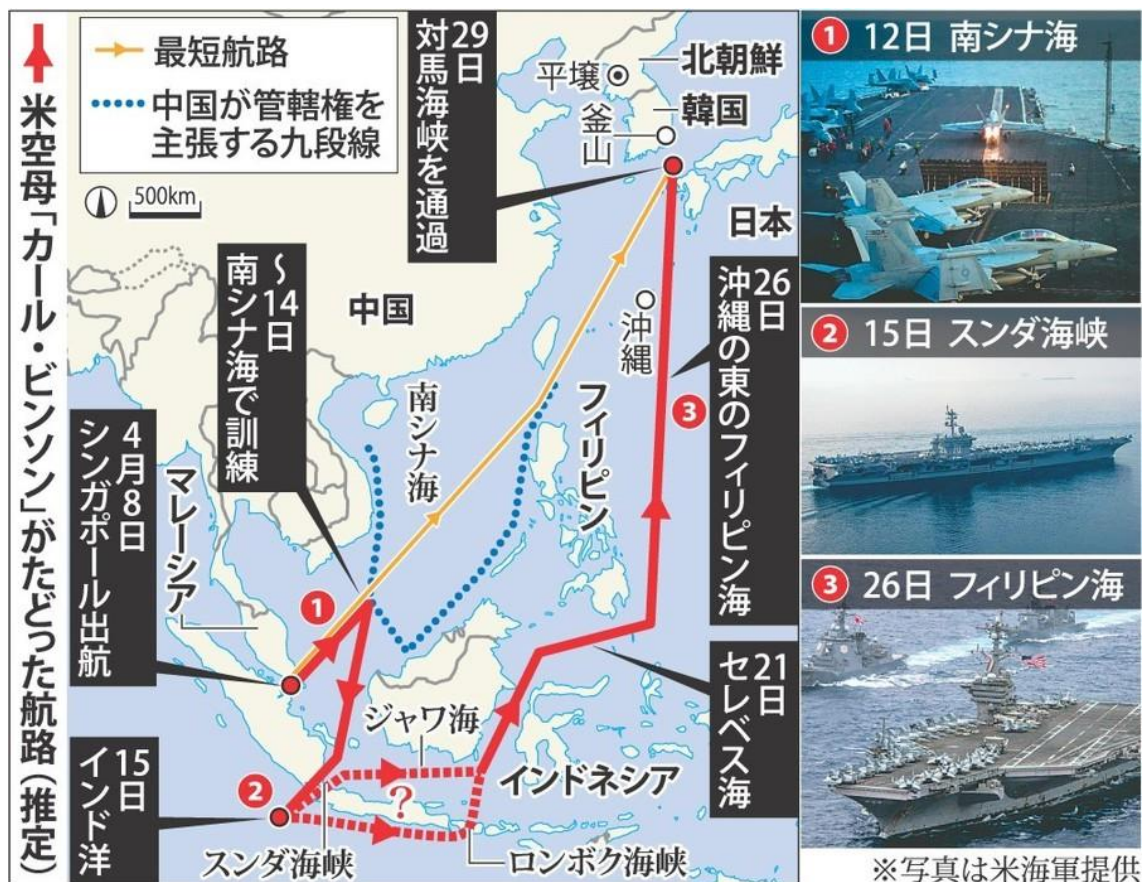 米空母「カール・ビンソン」がたどった航路(推定)
最短航路
中国が管轄権を
主張する九段線
500km
29日
対馬海峡を通過
北朝鮮
平壌
韓国
釜山
日本
中国
〜14日
南シナ海で訓練
沖縄
26日
沖縄の東のフィリピン海
南シナ海
フィリピン
3
4月8日
シンガポール出航
マレーシア
1
21日
セレベス海
ジャワ海
インドネシア
15日
インド洋
2
?
スンダ海峡
ロンボク海峡
1 12日 南シナ海
2 15日 スンダ海峡
3 26日 フィリピン海
※写真は米海軍提供